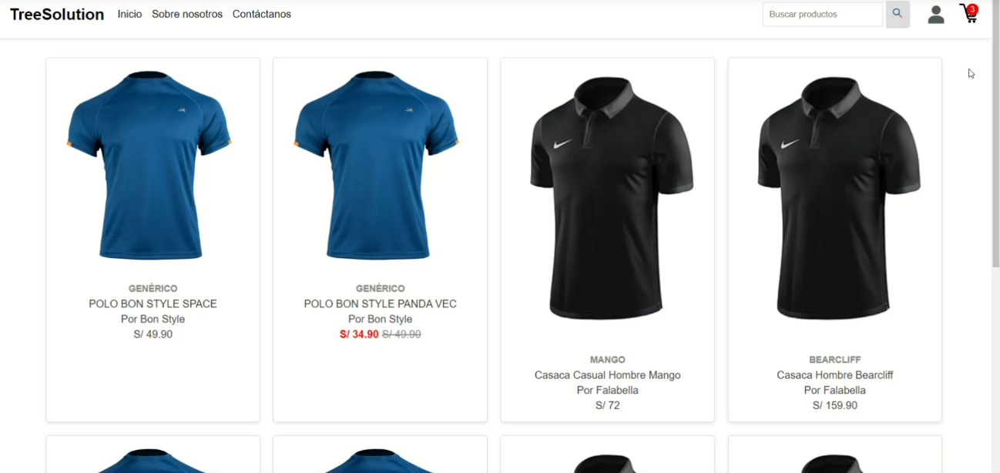 TreeSolution Inicio Sobre nosotros Contáctanos Buscar productos 3
GENÉRICO
POLO BON STYLE SPACE
Por Bon Style
S/ 49.90
GENÉRICO
POLO BON STYLE PANDA VEC
Por Bon Style
S/ 34.90 S/ 49.90
MANGO
Casaca Casual Hombre Mango
Por Falabella
S/ 72
BEARCLIFF
Casaca Hombre Bearcliff
Por Falabella
S/ 159.90